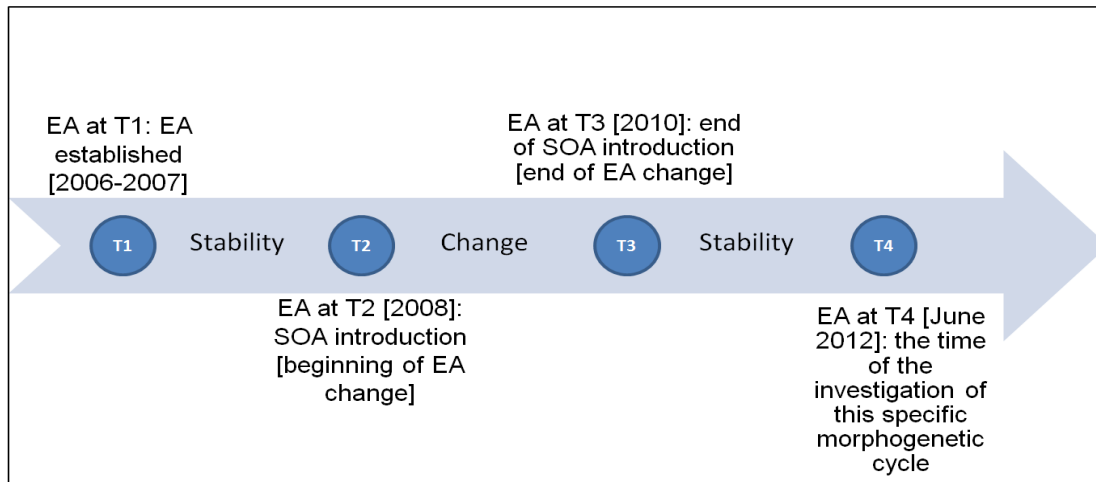 EA at T1: EA
established
[2006-2007]
EA at T3 [2010]: end
of SOA introduction
[end of EA change]
T1
Stability
T2
Change
T3
Stability
T4
EA at T2 [2008]:
SOA introduction
[beginning of EA
change]
EA at T4 [June
2012]: the time
of the
investigation of
this specific
morphogenetic
cycle